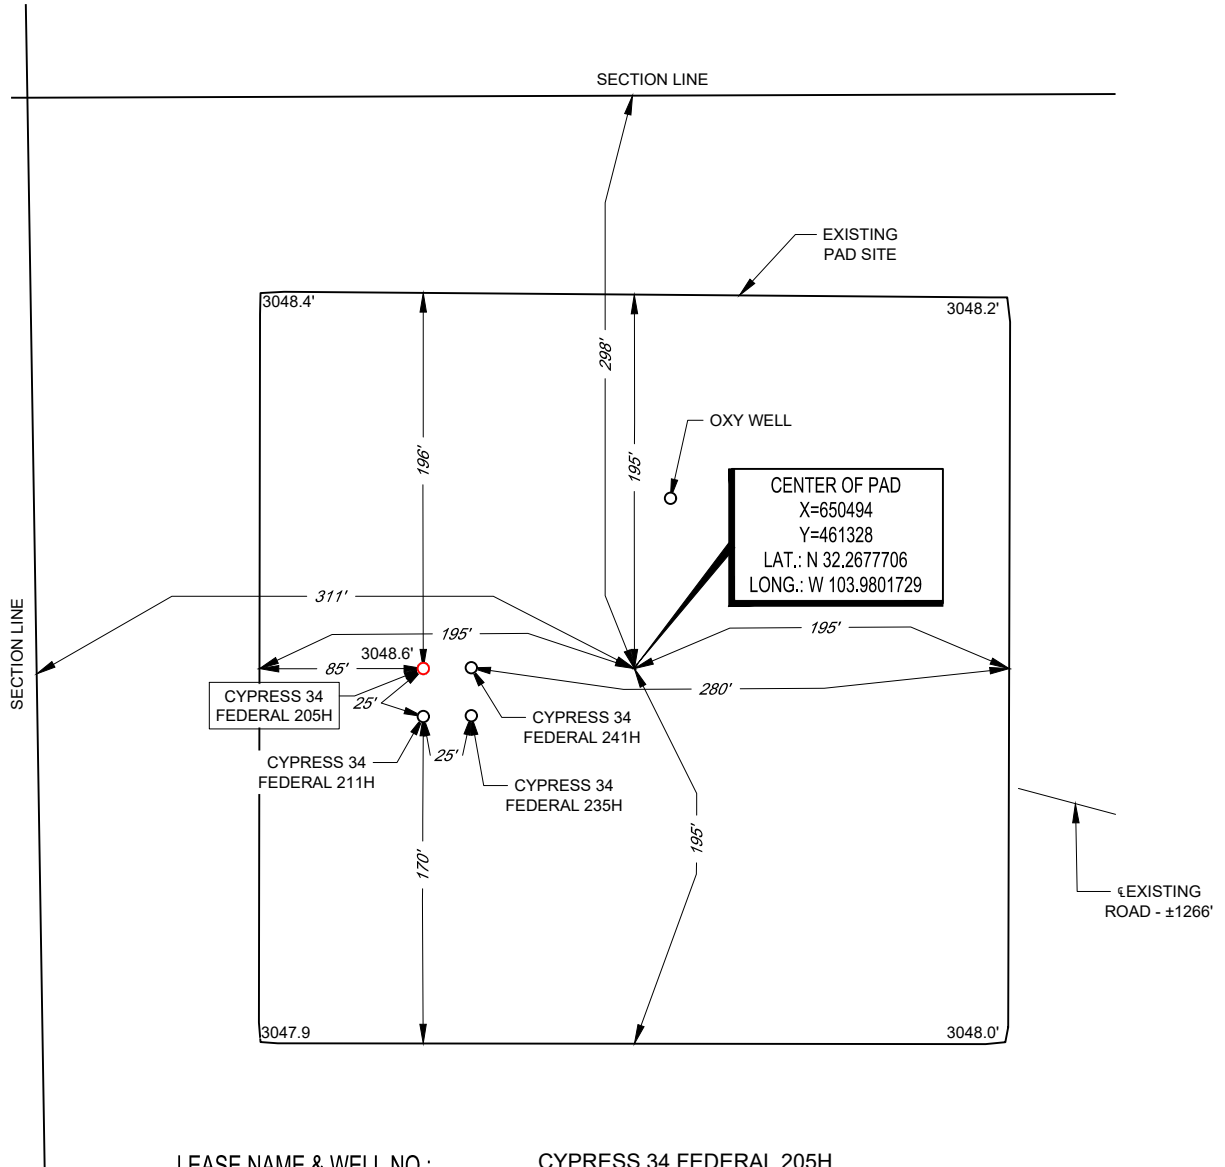 SECTION LINE
EXISTING
PAD SITE
3048.4'
3048.2'
298'
196'
195'
OXY WELL
CENTER OF PAD
X=650494
Y=461328
LAT.: N 32.2677706
LONG.: W 103.9801729
311'
SECTION LINE
195'
195'
3048.6'
85'
280'
CYPRESS 34
FEDERAL 205H
25'
CYPRESS 34
FEDERAL 241H
25'
CYPRESS 34
FEDERAL 211H
CYPRESS 34
FEDERAL 235H
195'
170'
℄EXISTING
ROAD - ±1266'
3047.9
3048.0'
LEASE NAME & WELL NO.: CYPRESS 34 FEDERAL 205H